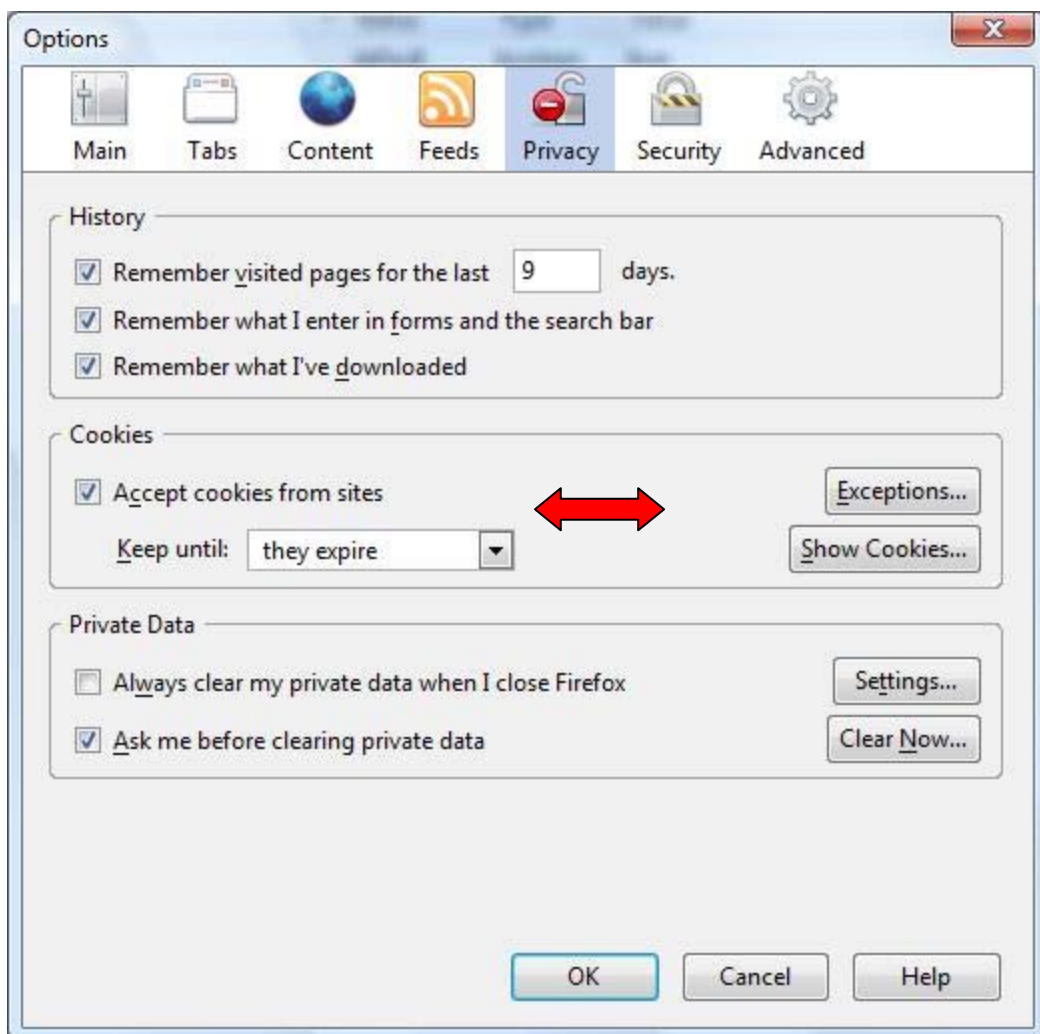 Options
Main Tabs Content Feeds Privacy Security Advanced
History
Remember visited pages for the last 9 days.
Remember what I enter in forms and the search bar
Remember what I've downloaded
Cookies
Accept cookies from sites Exceptions...
Keep until: they expire Show Cookies...
Private Data
Always clear my private data when I close Firefox Settings...
Ask me before clearing private data Clear Now...
OK Cancel Help